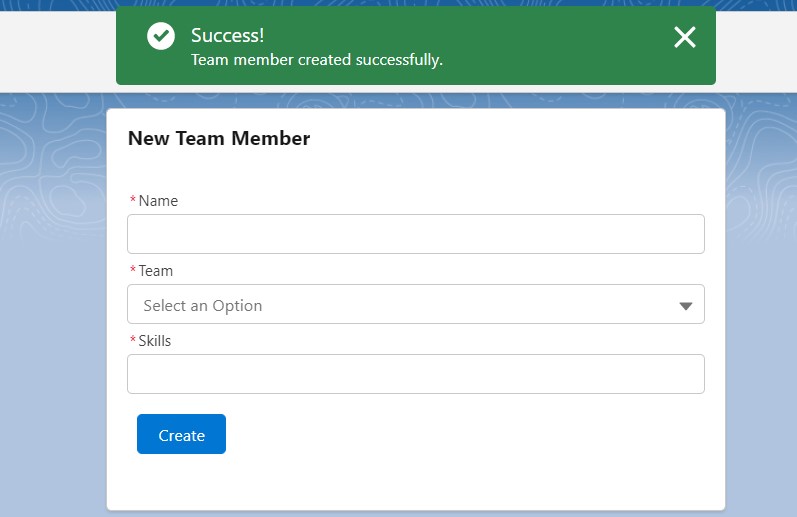 Success!
Team member created successfully.
New Team Member
*Name
*Team
Select an Option
*Skills
Create